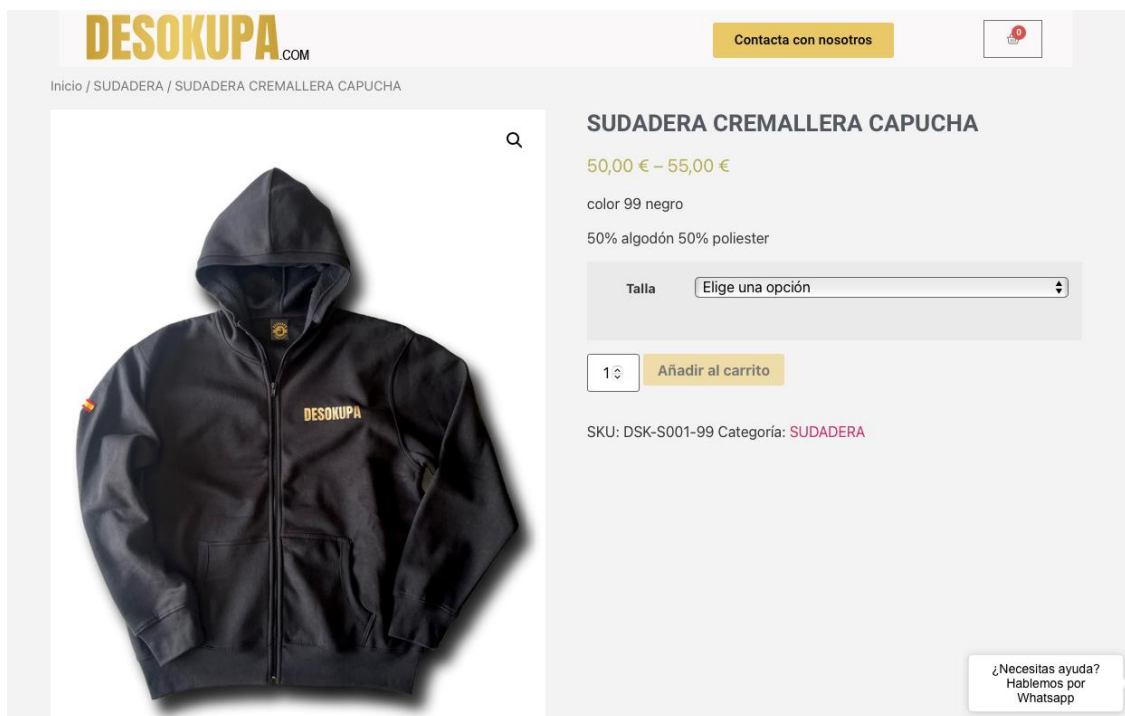 DESOKUPA.COM
Contacta con nosotros
0
Inicio / SUDADERA / SUDADERA CREMALLERA CAPUCHA
SUDADERA CREMALLERA CAPUCHA
50,00 € – 55,00 €
color 99 negro
50% algodón 50% poliester
Talla
Elige una opción
1
Añadir al carrito
SKU: DSK-S001-99 Categoría: SUDADERA
DESOKUPA
¿Necesitas ayuda?
Hablemos por
Whatsapp